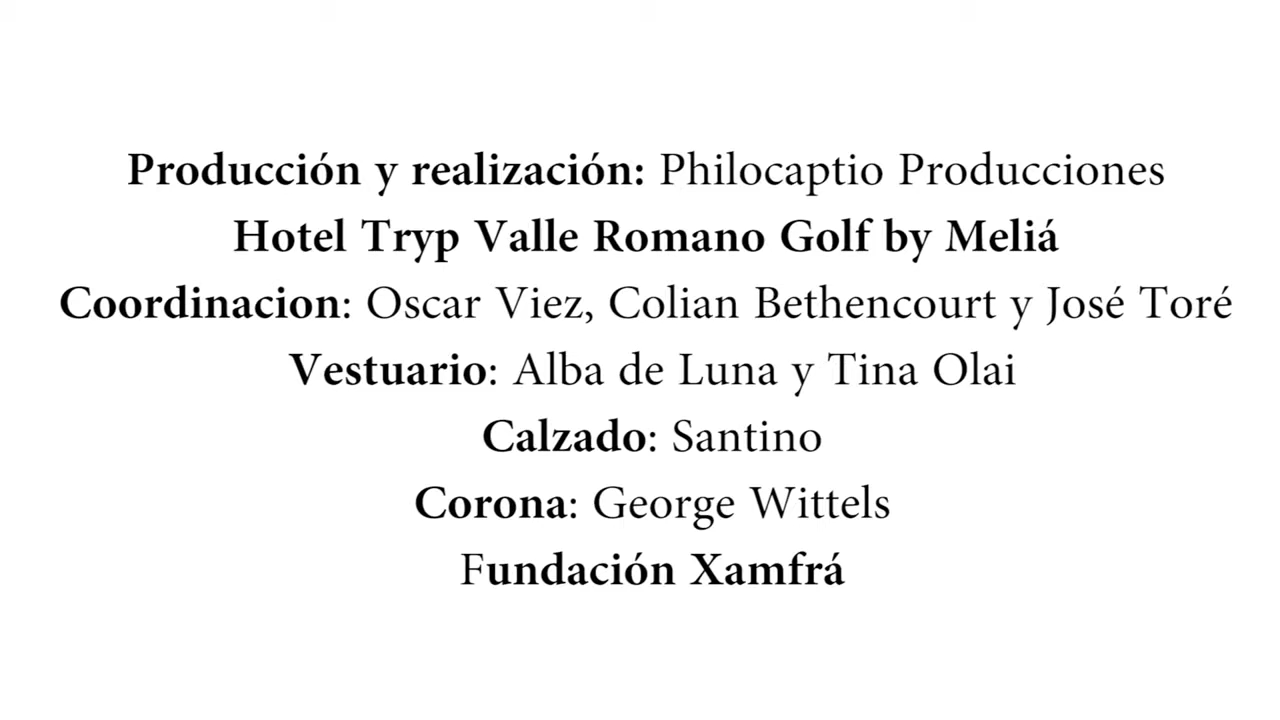 Producción y realización: Philocaptio Producciones
Hotel Tryp Valle Romano Golf by Meliá
Coordinacion: Oscar Viez, Colian Bethencourt y José Toré
Vestuario: Alba de Luna y Tina Olai
Calzado: Santino
Corona: George Wittels
Fundación Xamfrá